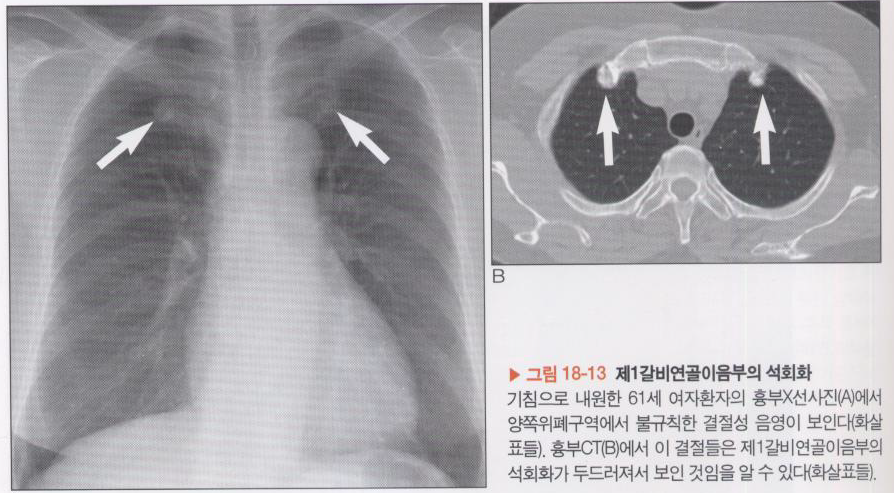 B
▶ 그림 18-13 제1갈비연골이음부의 석회화
기침으로 내원한 61세 여자환자의 흉부X선사진(A)에서
양쪽위폐구역에서 불규칙한 결절성 음영이 보인다(화살
표들). 흉부CT(B)에서 이 결절들은 제1갈비연골이음부의
석회화가 두드러져서 보인 것임을 알 수 있다(화살표들).